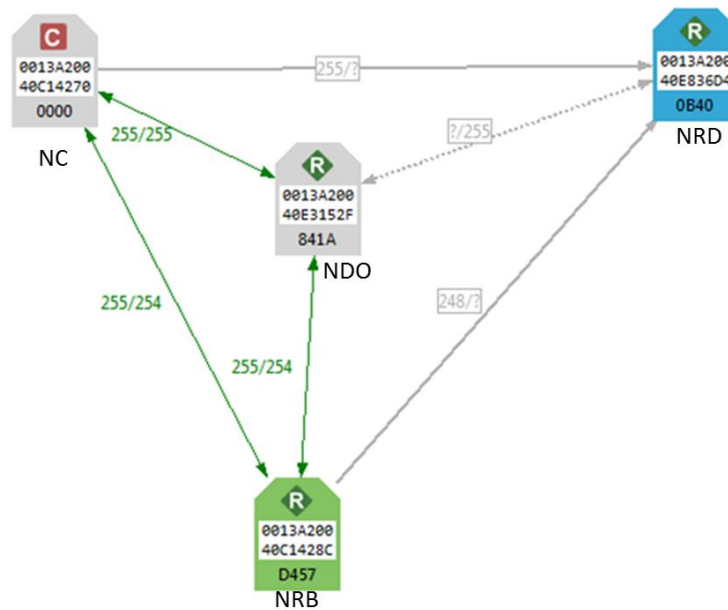 C
0013A200
40C14270
0000
NC
255/?
R
0013A200
40E836D4
0B40
NRD
255/255
?/255
R
0013A200
40E3152F
841A
NDO
255/254
255/254
248/?
R
0013A200
40C1428C
D457
NRB